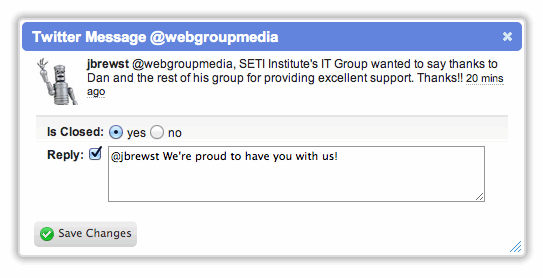 Twitter Message @webgroupmedia
jbrewst @webgroupmedia, SETI Institute's IT Group wanted to say thanks to
Dan and the rest of his group for providing excellent support. Thanks!! 20 mins
ago
Is Closed: yes no
Reply: @jbrewst We're proud to have you with us!
Save Changes